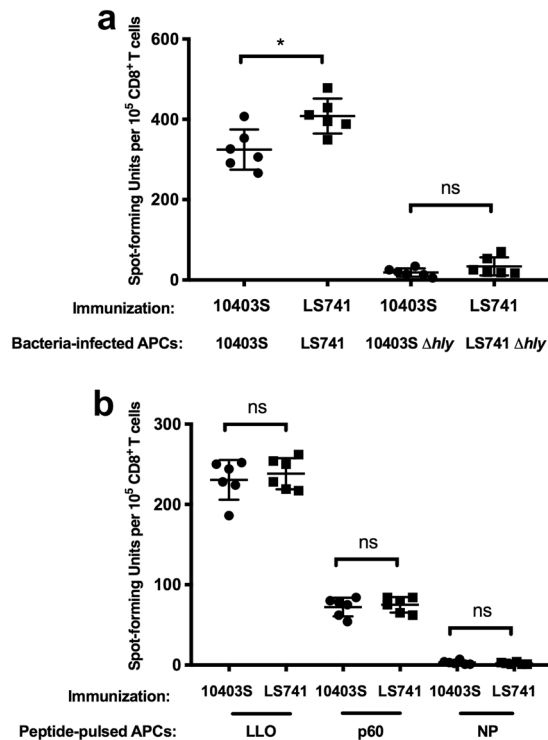 a
Spot-forming Units per 10⁵ CD8⁺ T cells
600
400
200
0
*
ns
Immunization: 10403S LS741 10403S LS741
Bacteria-infected APCs: 10403S LS741 10403S Δhly LS741 Δhly
b
Spot-forming Units per 10⁵ CD8⁺ T cells
300
200
100
0
ns
ns
ns
Immunization: 10403S LS741 10403S LS741 10403S LS741
Peptide-pulsed APCs: LLO p60 NP